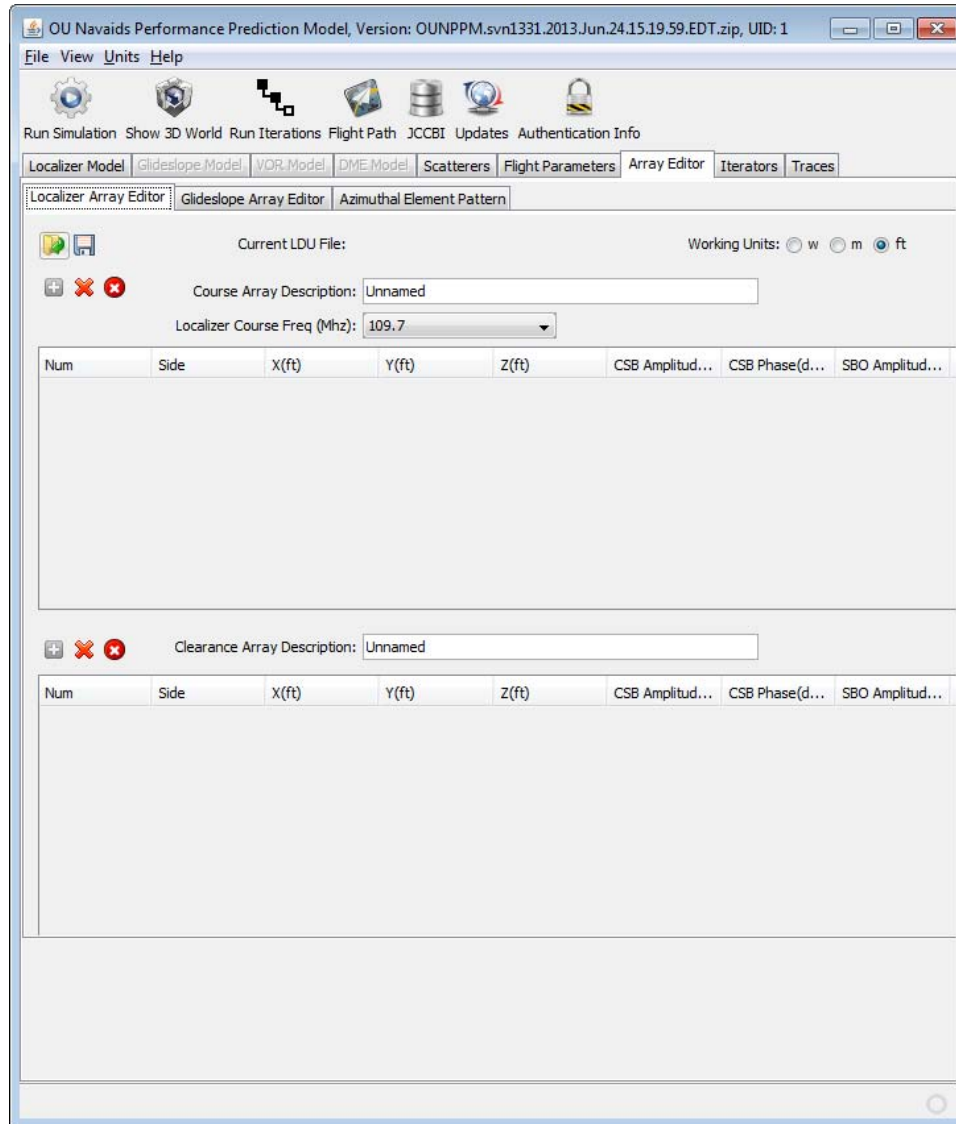 OU Navaids Performance Prediction Model, Version: OUNPPM.svn1331.2013.Jun.24.15.19.59.EDT.zip, UID: 1
File View Units Help
Run Simulation Show 3D World Run Iterations Flight Path JCCBI Updates Authentication Info
Localizer Model Glideslope Model VOR Model DME Model Scatterers Flight Parameters Array Editor Iterators Traces
Localizer Array Editor Glideslope Array Editor Azimuthal Element Pattern
Current LDU File: Working Units: w m ft
Course Array Description: Unnamed
Localizer Course Freq (Mhz): 109.7
Num Side X(ft) Y(ft) Z(ft) CSB Amplitud... CSB Phase(d... SBO Amplitud...
Clearance Array Description: Unnamed
Num Side X(ft) Y(ft) Z(ft) CSB Amplitud... CSB Phase(d... SBO Amplitud...